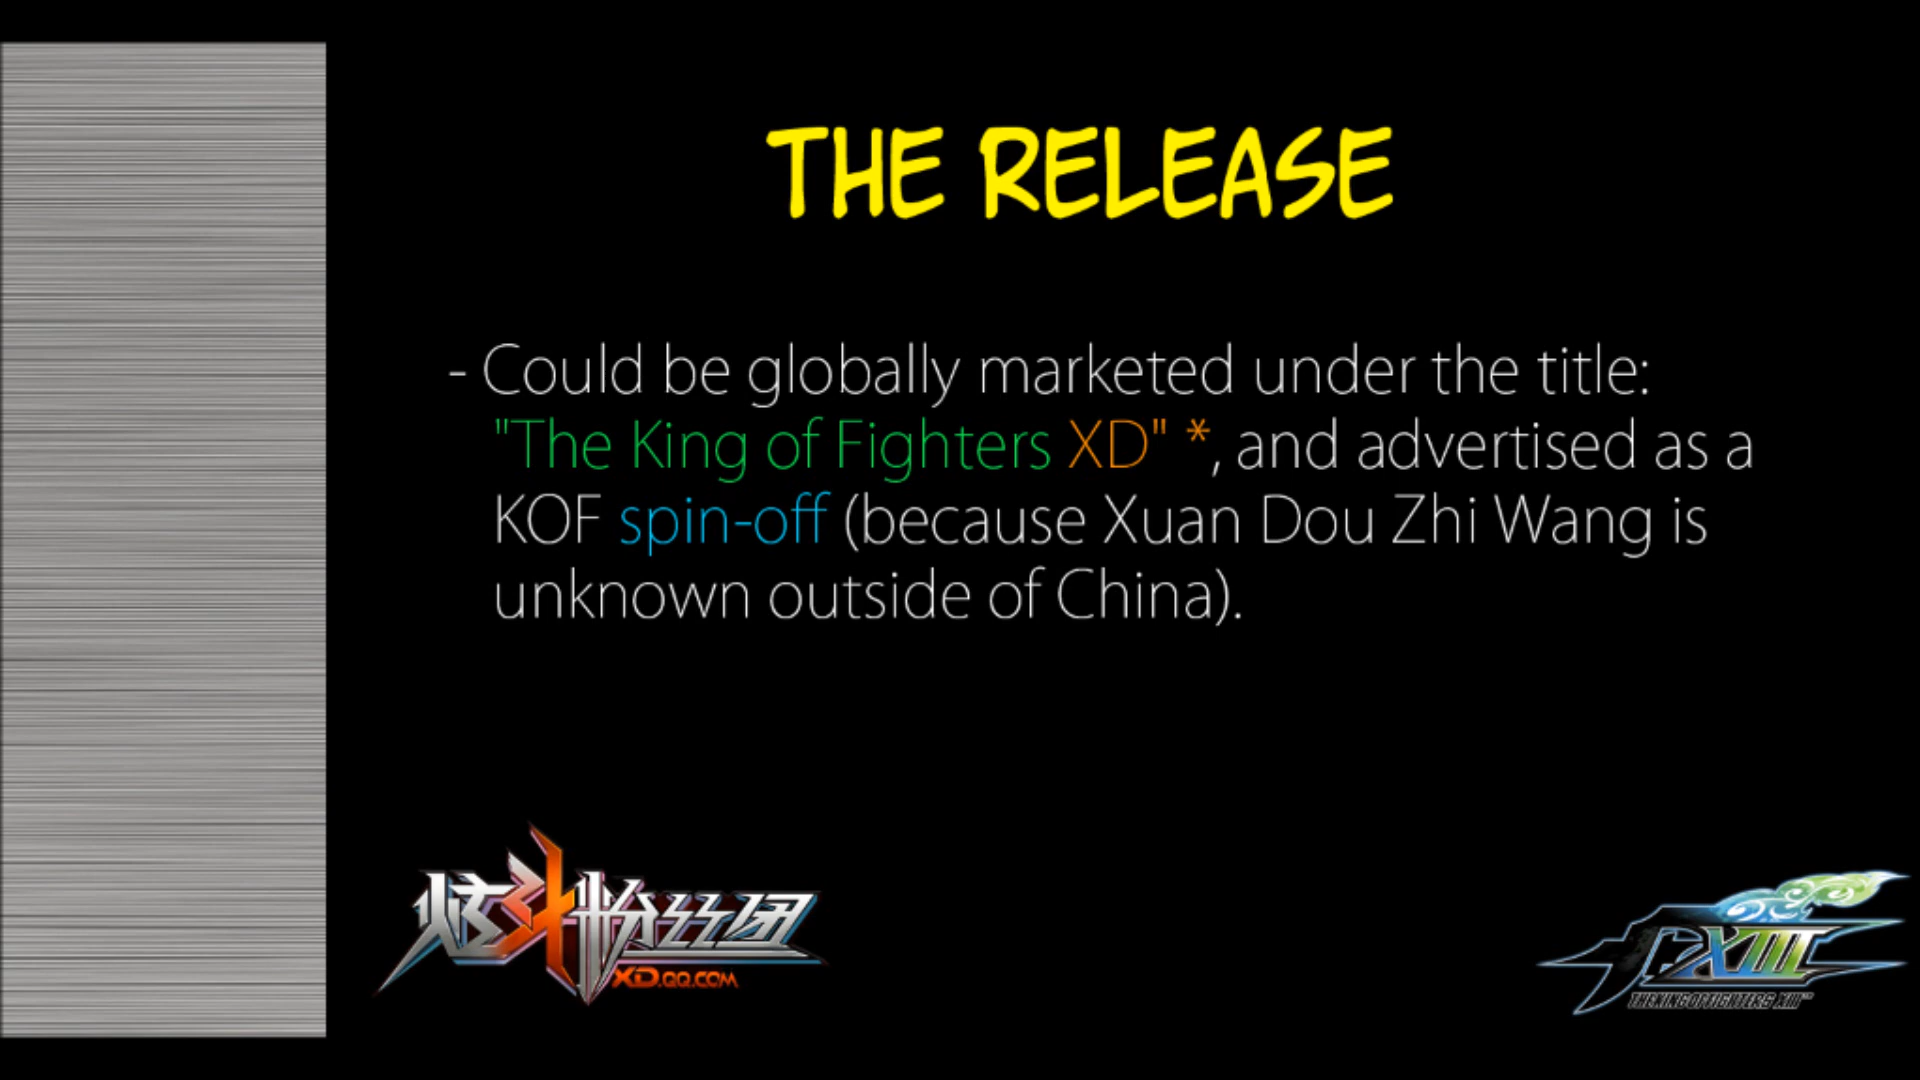 THE RELEASE
- Could be globally marketed under the title:
"The King of Fighters XD" *, and advertised as a
KOF spin-off (because Xuan Dou Zhi Wang is
unknown outside of China).
炫斗粉丝团
XD.QQ.COM
XIII
THE KING OF FIGHTERS XIII™